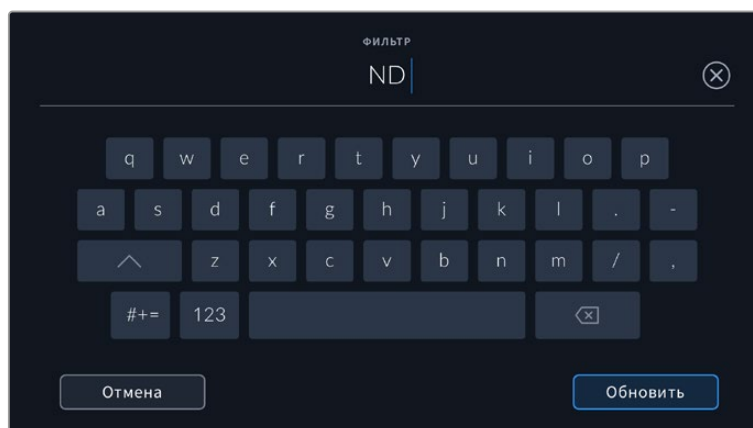 ФИЛЬТР
ND
q w e r t y u i o p
a s d f g h j k l . -
z x c v b n m / ,
#+= 123
Отмена Обновить